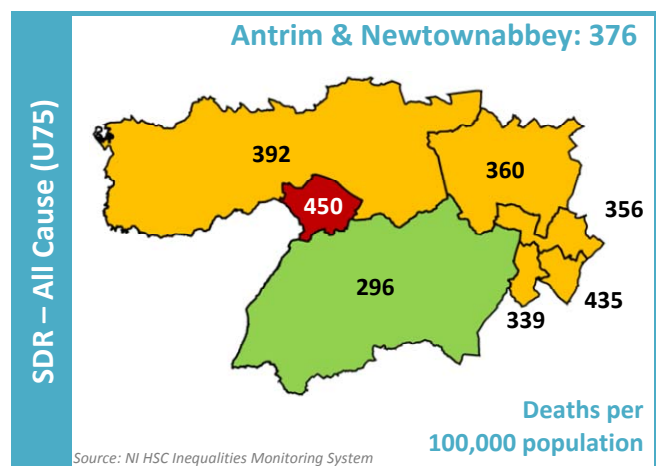 SDR – All Cause (U75)
Antrim & Newtownabbey: 376
392
360
450
356
296
435
339
Deaths per
100,000 population
Source: NI HSC Inequalities Monitoring System